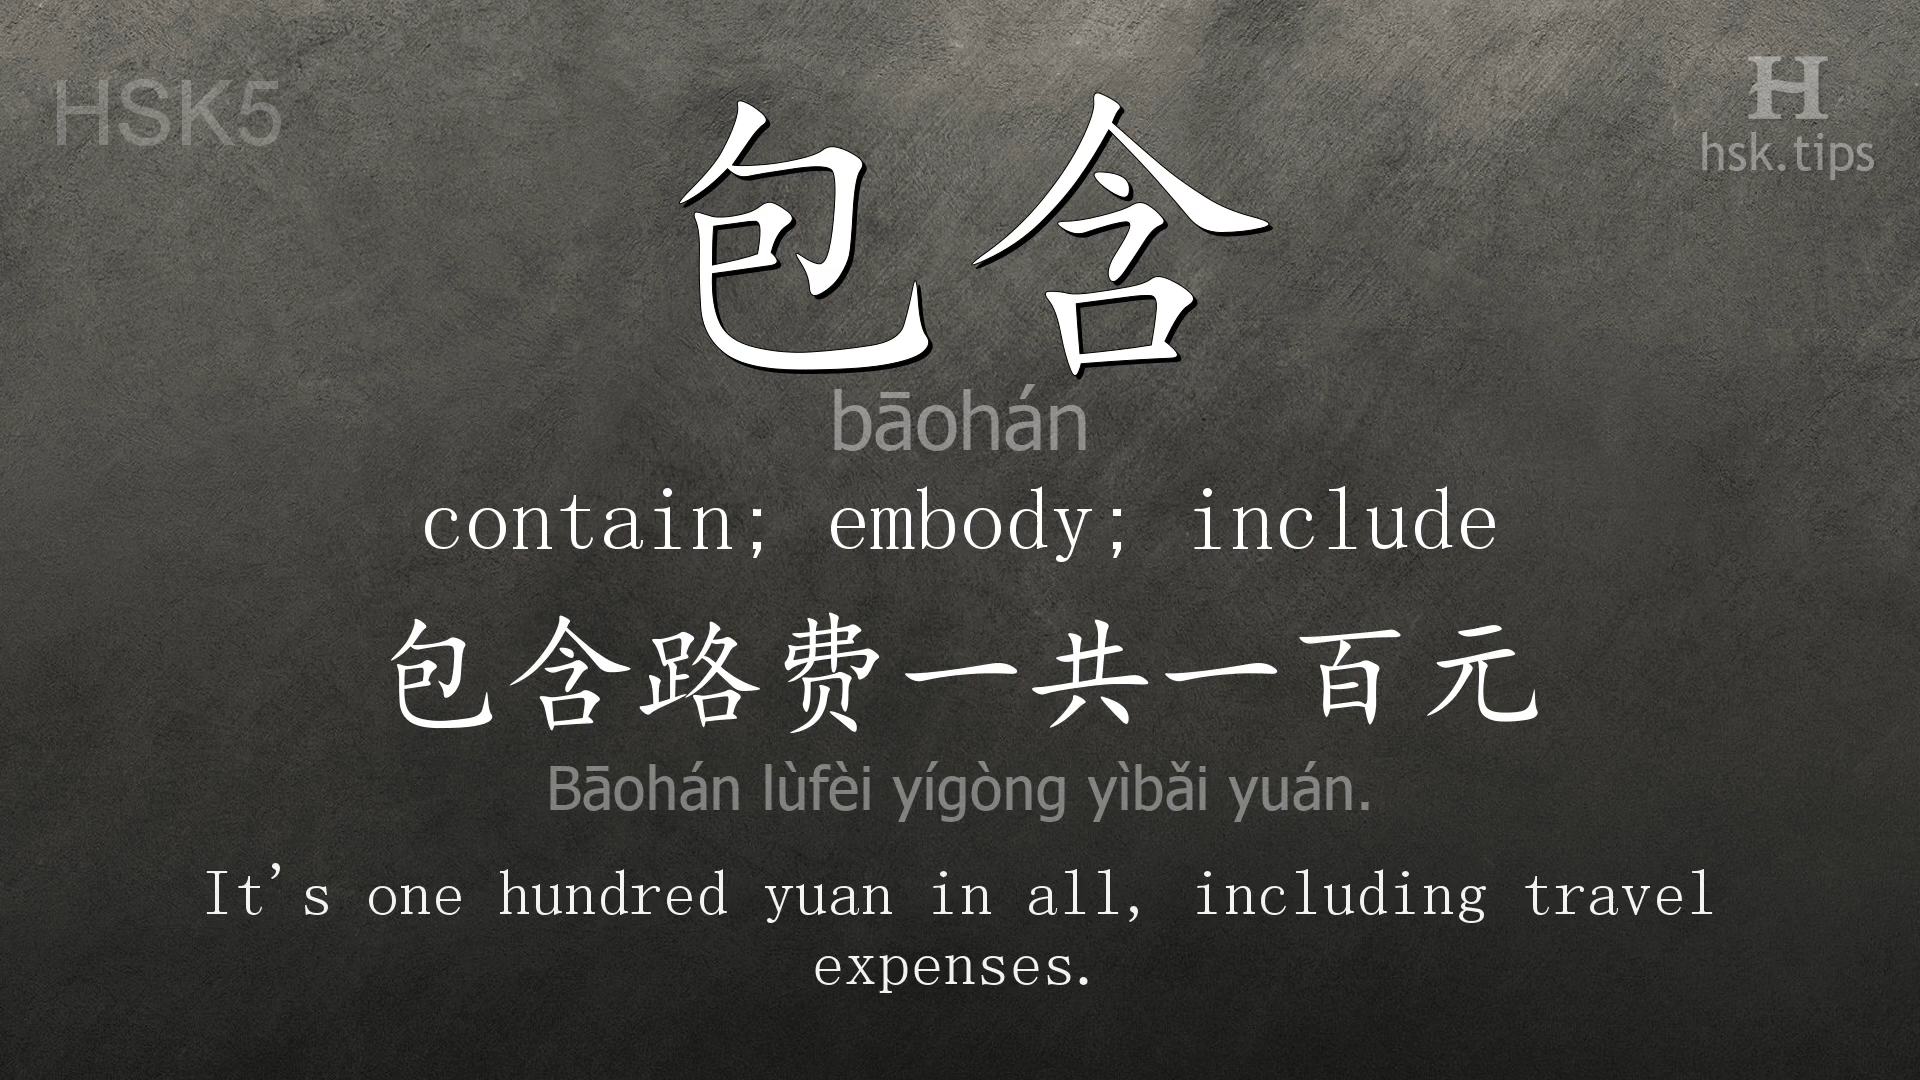 HSK5
H
hsk.tips
包含
bāohán
contain; embody; include
包含路费一共一百元
Bāohán lùfèi yígòng yìbǎi yuán.
It's one hundred yuan in all, including travel
expenses.